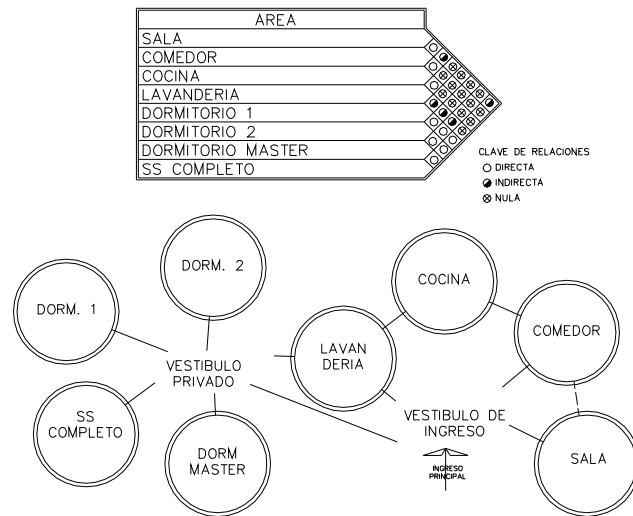 AREA
SALA
COMEDOR
COCINA
LAVANDERIA
DORMITORIO 1
DORMITORIO 2
DORMITORIO MASTER
SS COMPLETO
CLAVE DE RELACIONES
DIRECTA
INDIRECTA
NULA
DORM. 1
DORM. 2
COCINA
COMEDOR
LAVAN
DERIA
VESTIBULO
PRIVADO
SS
COMPLETO
DORM
MASTER
VESTIBULO DE
INGRESO
INGRESO
PRINCIPAL
SALA